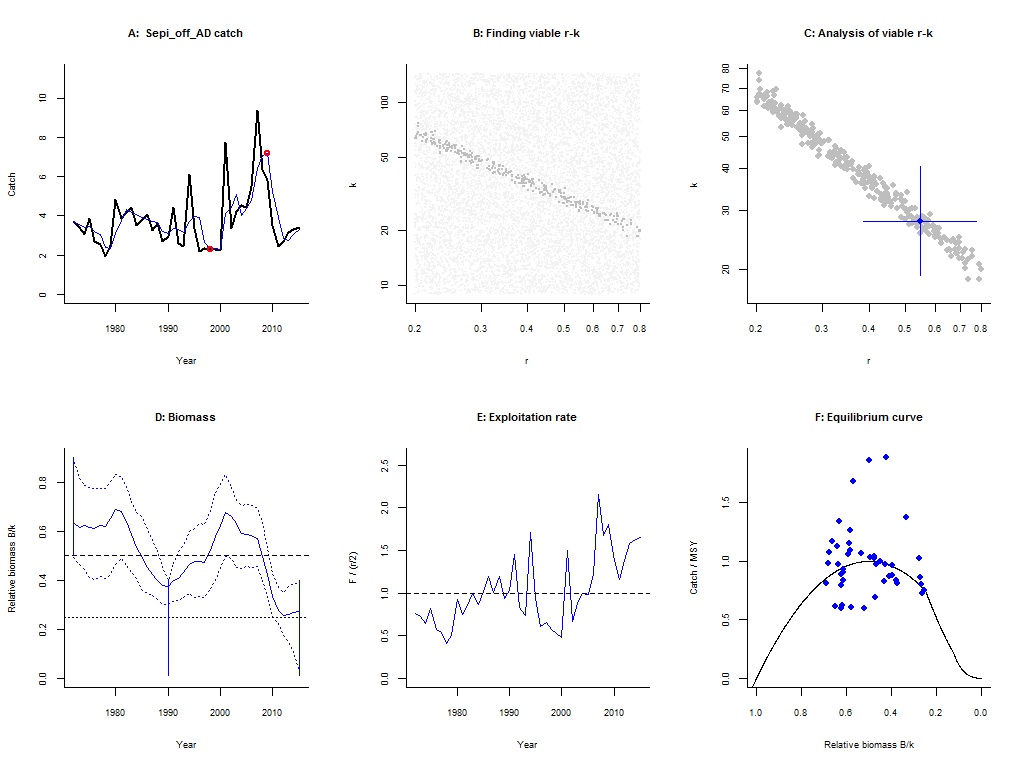 A:  Sepi_off_AD catch
Catch
10
8
6
4
2
0
1980 1990 2000 2010
Year
B: Finding viable r-k
k
100
50
20
10
0.2 0.3 0.4 0.5 0.6 0.7 0.8
r
C: Analysis of viable r-k
k
80
70
60
50
40
30
20
0.2 0.3 0.4 0.5 0.6 0.7 0.8
r
D: Biomass
Relative biomass B/k
0.8
0.6
0.4
0.2
0.0
1980 1990 2000 2010
Year
E: Exploitation rate
F / (r/2)
2.5
2.0
1.5
1.0
0.5
0.0
1980 1990 2000 2010
Year
F: Equilibrium curve
Catch / MSY
1.5
1.0
0.5
0.0
1.0 0.8 0.6 0.4 0.2 0.0
Relative biomass B/k